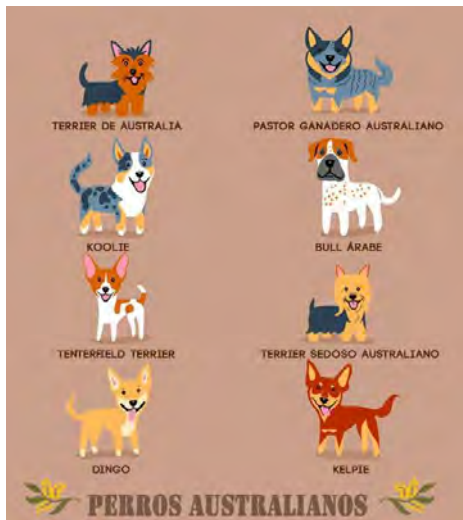 TERRIER DE AUSTRALIA
PASTOR GANADERO AUSTRALIANO
KOOLIE
BULL ÁRABE
TENTERFIELD TERRIER
TERRIER SEDOSO AUSTRALIANO
DINGO
KELPIE
PERROS AUSTRALIANOS